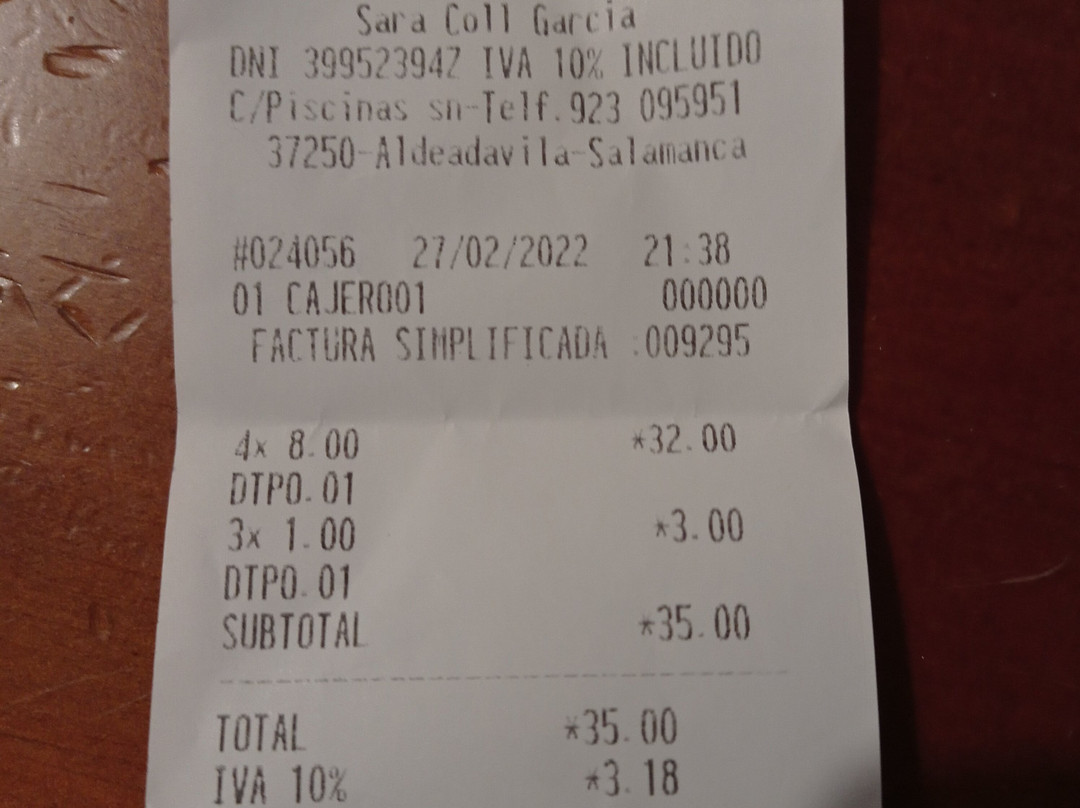 Sara Coll Garcia
DNI 39952394Z IVA 10% INCLUIDO
C/Piscinas sn-Telf.923 095951
37250-Aldeadavila-Salamanca
#024056 27/02/2022 21:38
01 CAJERO01 000000
FACTURA SIMPLIFICADA :009295
4x 8.00 *32.00
DTPO.01
3x 1.00 *3.00
DTPO.01
SUBTOTAL *35.00
TOTAL *35.00
IVA 10% *3.18